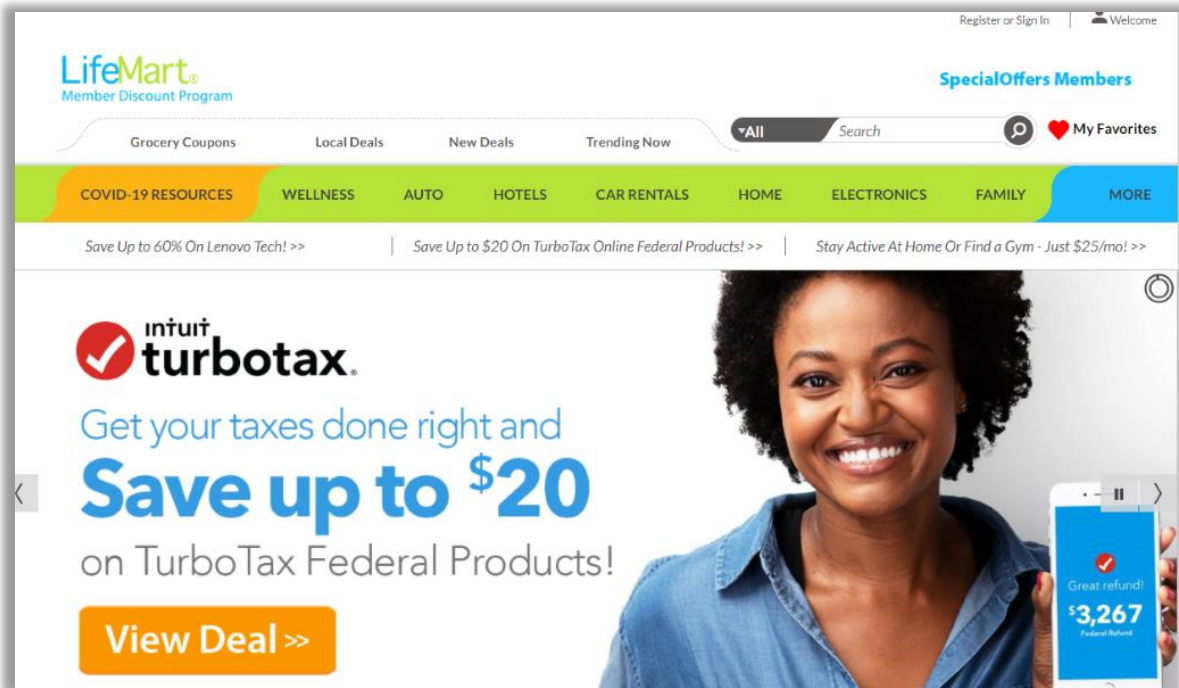 Register or Sign In Welcome
LifeMart®
Member Discount Program
SpecialOffers Members
Grocery Coupons Local Deals New Deals Trending Now All Search My Favorites
COVID-19 RESOURCES WELLNESS AUTO HOTELS CAR RENTALS HOME ELECTRONICS FAMILY MORE
Save Up to 60% On Lenovo Tech! >> Save Up to $20 On TurboTax Online Federal Products! >> Stay Active At Home Or Find a Gym - Just $25/mo! >>
intuit
turbotax.
Get your taxes done right and
Save up to $20
on TurboTax Federal Products!
View Deal >>
Great refund!
$3,267
Federal Refund